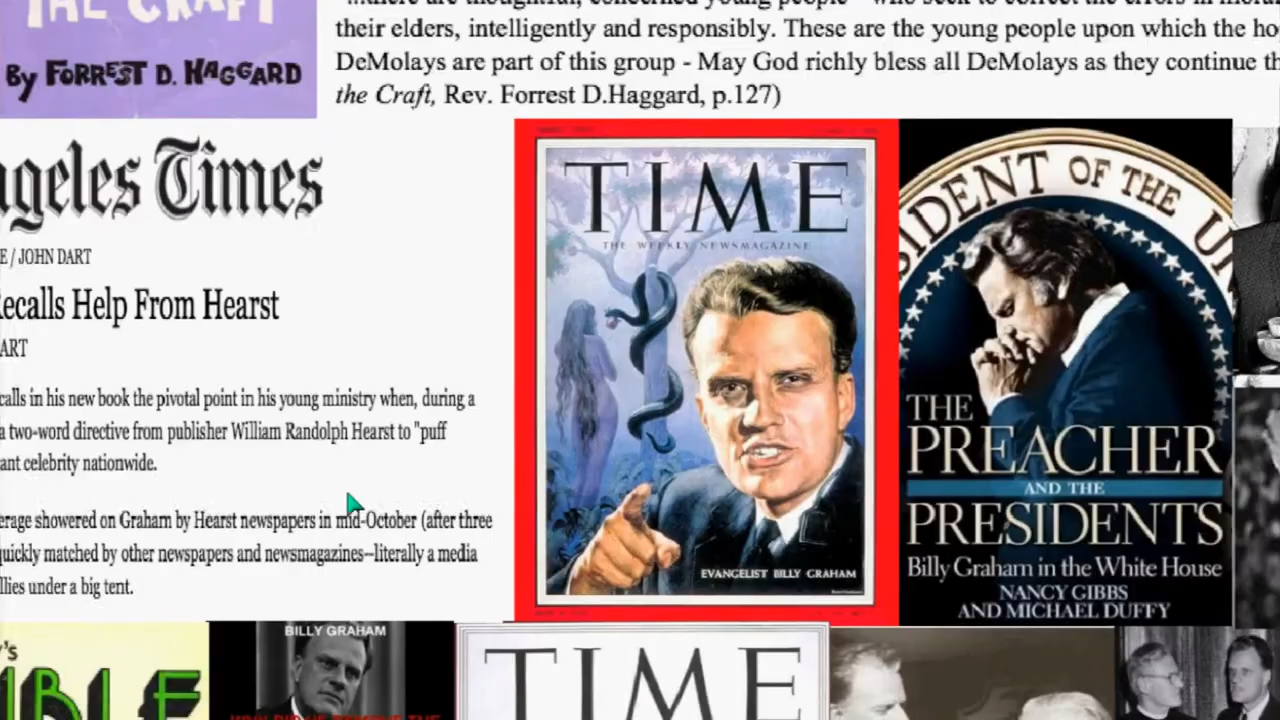 THE CRAFT
By FORREST D. HAGGARD
their elders, intelligently and responsibly. These are the young people upon which the ho
DeMolays are part of this group - May God richly bless all DeMolays as they continue th
the Craft, Rev. Forrest D.Haggard, p.127)
ngeles Times
E / JOHN DART
Recalls Help From Hearst
ART
calls in his new book the pivotal point in his young ministry when, during a
a two-word directive from publisher William Randolph Hearst to "puff
ant celebrity nationwide.
erage showered on Graham by Hearst newspapers in mid-October (after three
quickly matched by other newspapers and newsmagazines--literally a media
llies under a big tent.
TIME
THE WEEKLY NEWSMAGAZINE
EVANGELIST BILLY GRAHAM
SIDENT OF THE U
THE
PREACHER
AND THE
PRESIDENTS
Billy Graham in the White House
NANCY GIBBS
AND MICHAEL DUFFY
y's
IBLE
BILLY GRAHAM
TIME